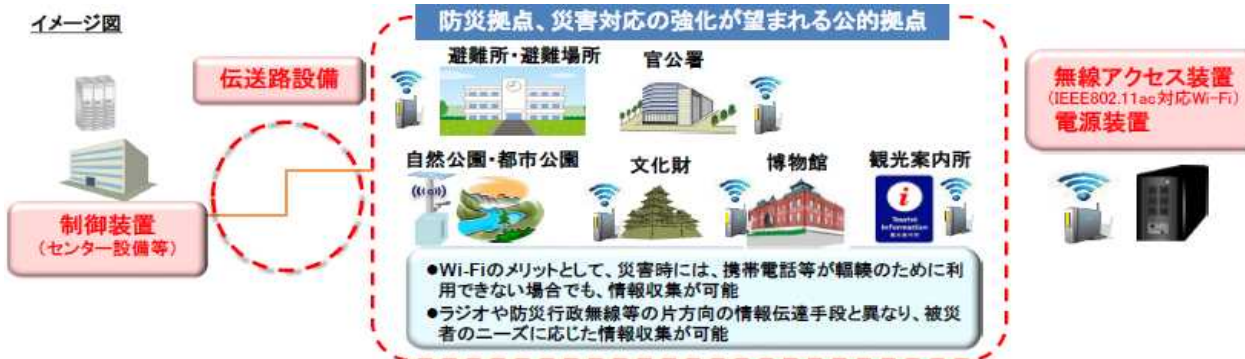 イメージ図
防災拠点、災害対応の強化が望まれる公的拠点
伝送路設備
避難所・避難場所
官公署
無線アクセス装置
(IEEE802.11ac対応Wi-Fi)
電源装置
自然公園・都市公園
文化財
博物館
観光案内所
制御装置
(センター設備等)
i
Tourist
Information
観光案内所
●Wi-Fiのメリットとして、災害時には、携帯電話等が輻輳のために利
用できない場合でも、情報収集が可能
●ラジオや防災行政無線等の片方向の情報伝達手段と異なり、被災
者のニーズに応じた情報収集が可能